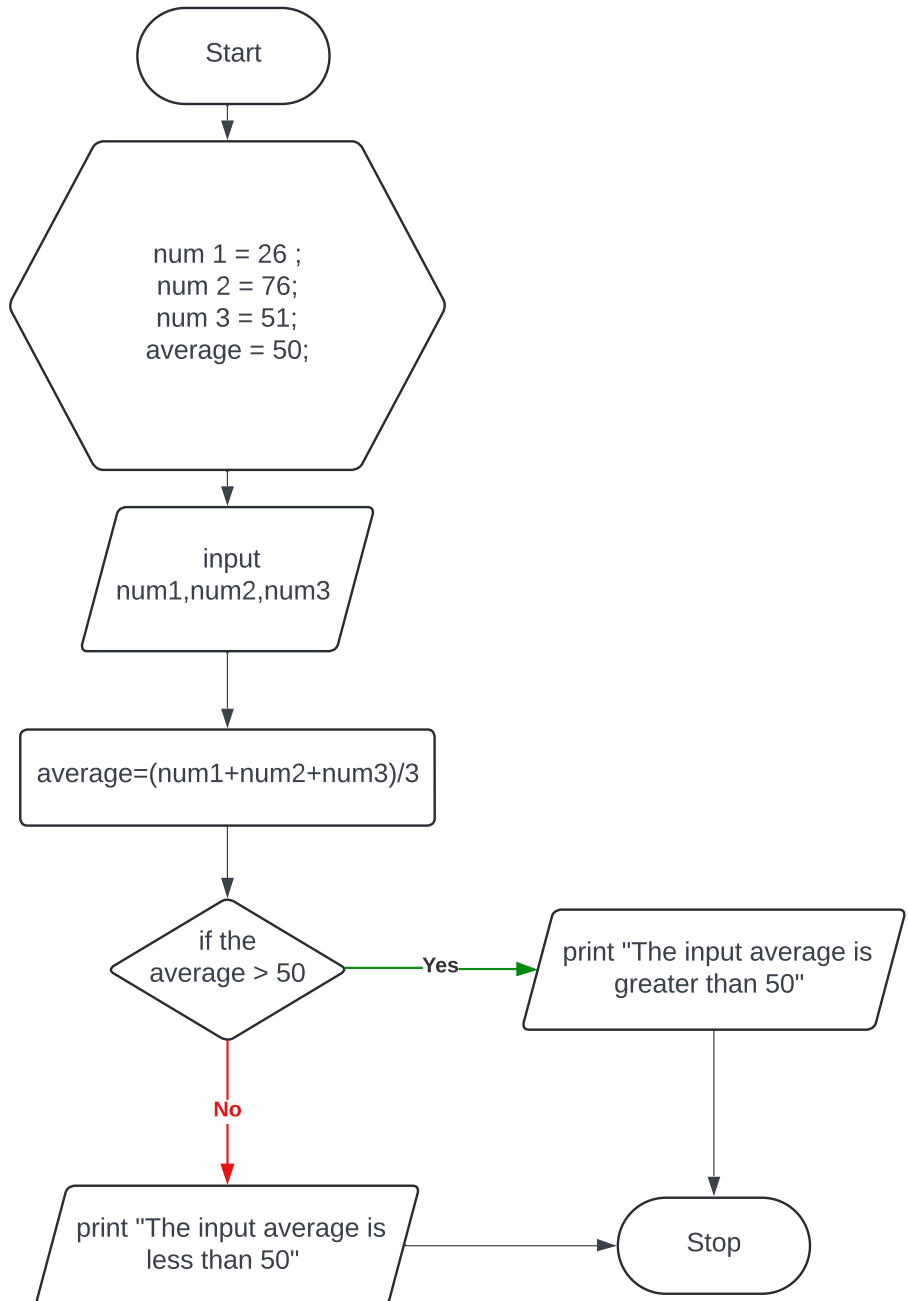 Start
num 1 = 26 ;
num 2 = 76;
num 3 = 51;
average = 50;
input
num1,num2,num3
average=(num1+num2+num3)/3
if the
average > 50
Yes
print "The input average is
greater than 50"
No
print "The input average is
less than 50"
Stop